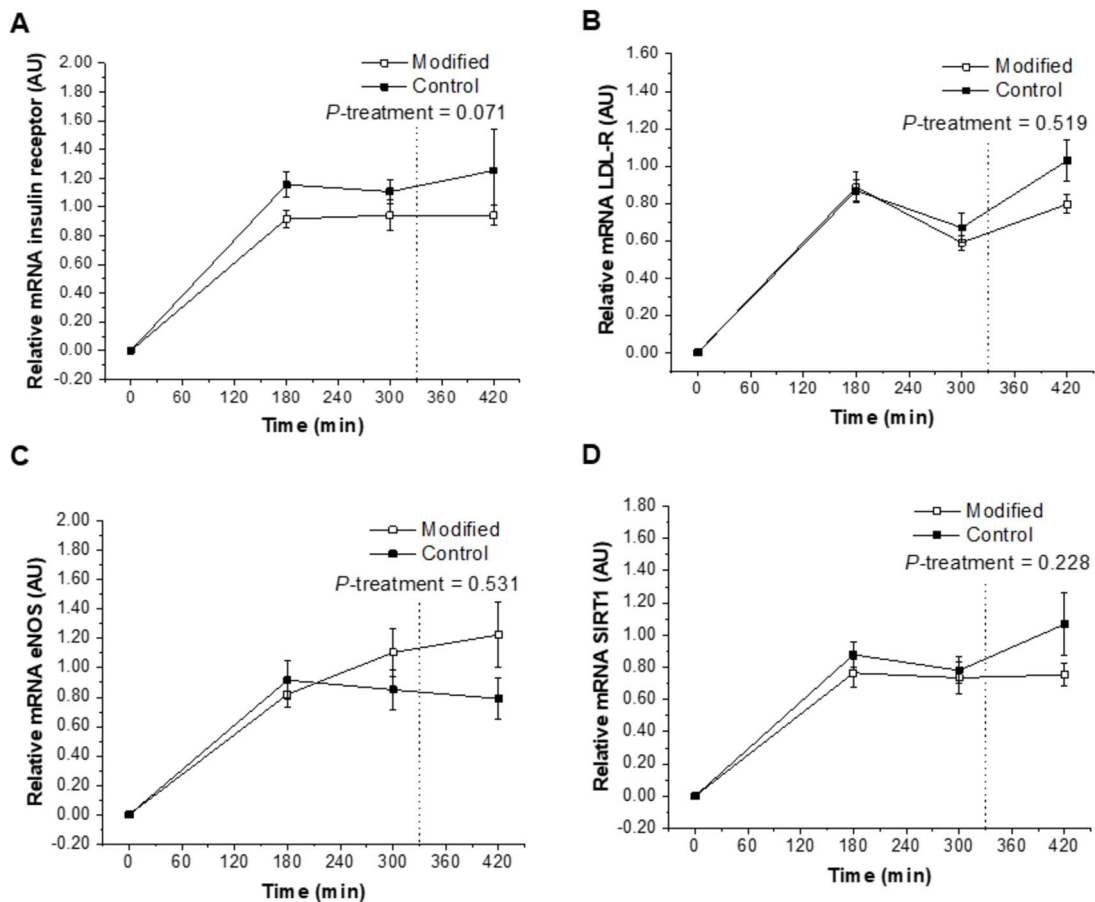 A
Relative mRNA insulin receptor (AU)
2.00
1.80
1.60
1.40
1.20
1.00
0.80
0.60
0.40
0.20
0.00
-0.20
Modified
Control
P-treatment = 0.071
0 60 120 180 240 300 360 420
Time (min)
B
Relative mRNA LDL-R (AU)
1.60
1.40
1.20
1.00
0.80
0.60
0.40
0.20
0.00
Modified
Control
P-treatment = 0.519
0 60 120 180 240 300 360 420
Time (min)
C
Relative mRNA eNOS (AU)
2.00
1.80
1.60
1.40
1.20
1.00
0.80
0.60
0.40
0.20
0.00
-0.20
Modified
Control
P-treatment = 0.531
0 60 120 180 240 300 360 420
Time (min)
D
Relative mRNA SIRT1 (AU)
1.80
1.60
1.40
1.20
1.00
0.80
0.60
0.40
0.20
0.00
-0.20
Modified
Control
P-treatment = 0.228
0 60 120 180 240 300 360 420
Time (min)